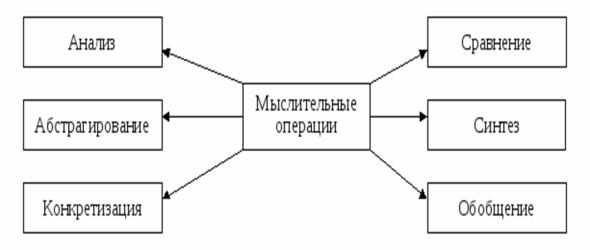 Анализ
Сравнение
Мыслительные
операции
Абстрагирование
Синтез
Конкретизация
Обобщение